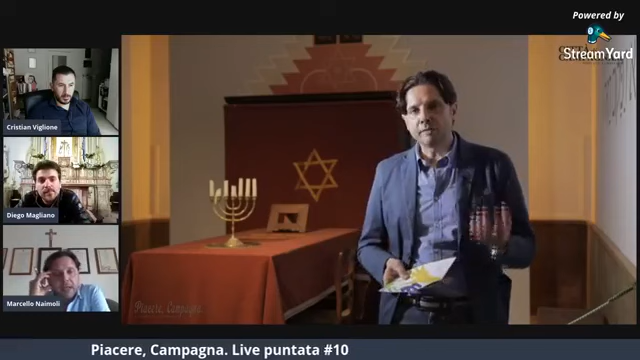 Powered by
StreamYard
Cristian Viglione
Diego Magliano
Marcello Naimoli
Piacere, Campagna
Piacere, Campagna. Live puntata #10